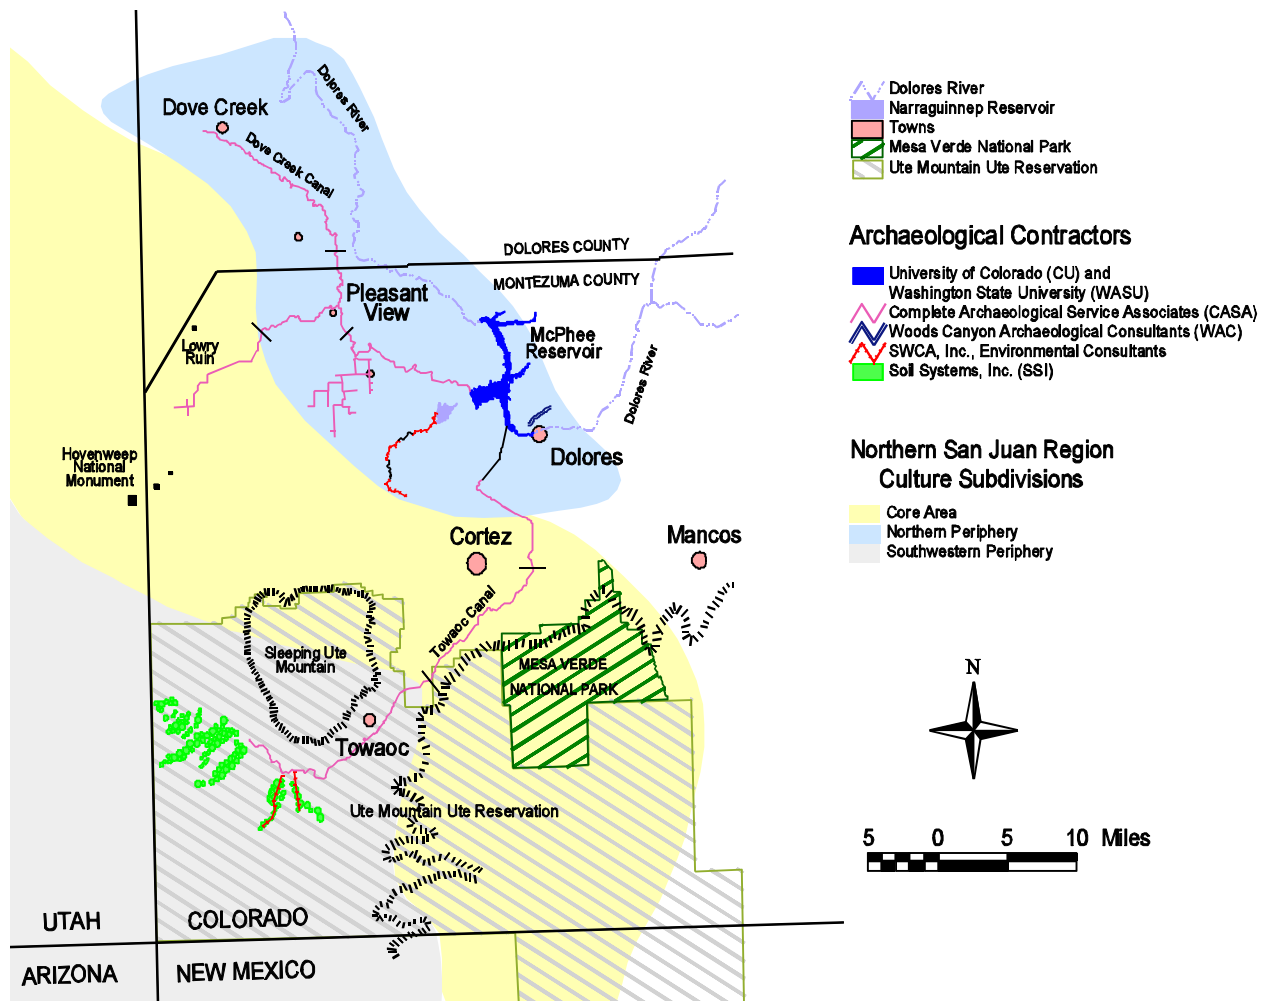 Dolores River
Dove Creek
Dove Creek Canal
DOLORES COUNTY
MONTEZUMA COUNTY
Pleasant
View
Lowry
Ruin
McPhee
Reservoir
Dolores River
Dolores
Hovenweep
National
Monument
Cortez
Mancos
Towaoc Canal
Sleeping Ute
Mountain
MESA VERDE
NATIONAL PARK
Towaoc
Ute Mountain Ute Reservation
UTAH
COLORADO
ARIZONA
NEW MEXICO
Dolores River
Narraguinnep Reservoir
Towns
Mesa Verde National Park
Ute Mountain Ute Reservation
Archaeological Contractors
University of Colorado (CU) and
Washington State University (WASU)
Complete Archaeological Service Associates (CASA)
Woods Canyon Archaeological Consultants (WAC)
SWCA, Inc., Environmental Consultants
Soil Systems, Inc. (SSI)
Northern San Juan Region
Culture Subdivisions
Core Area
Northern Periphery
Southwestern Periphery
N
5 0 5 10 Miles